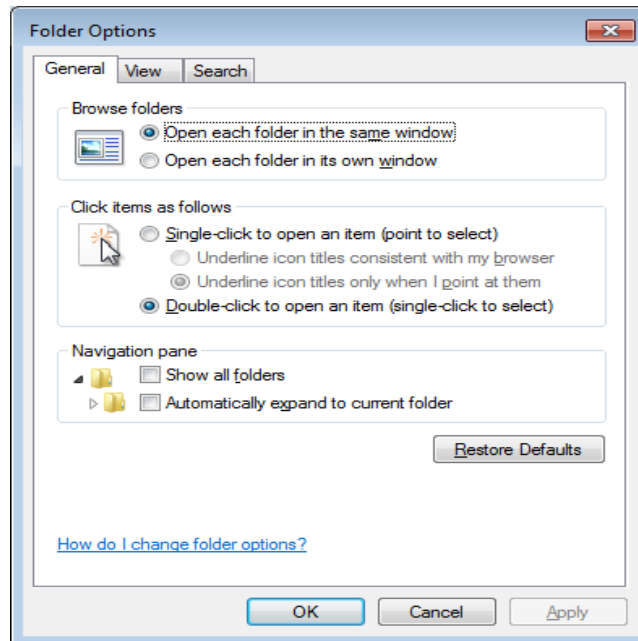 Folder Options
General View Search
Browse folders
Open each folder in the same window
Open each folder in its own window
Click items as follows
Single-click to open an item (point to select)
Underline icon titles consistent with my browser
Underline icon titles only when I point at them
Double-click to open an item (single-click to select)
Navigation pane
Show all folders
Automatically expand to current folder
Restore Defaults
How do I change folder options?
OK Cancel Apply